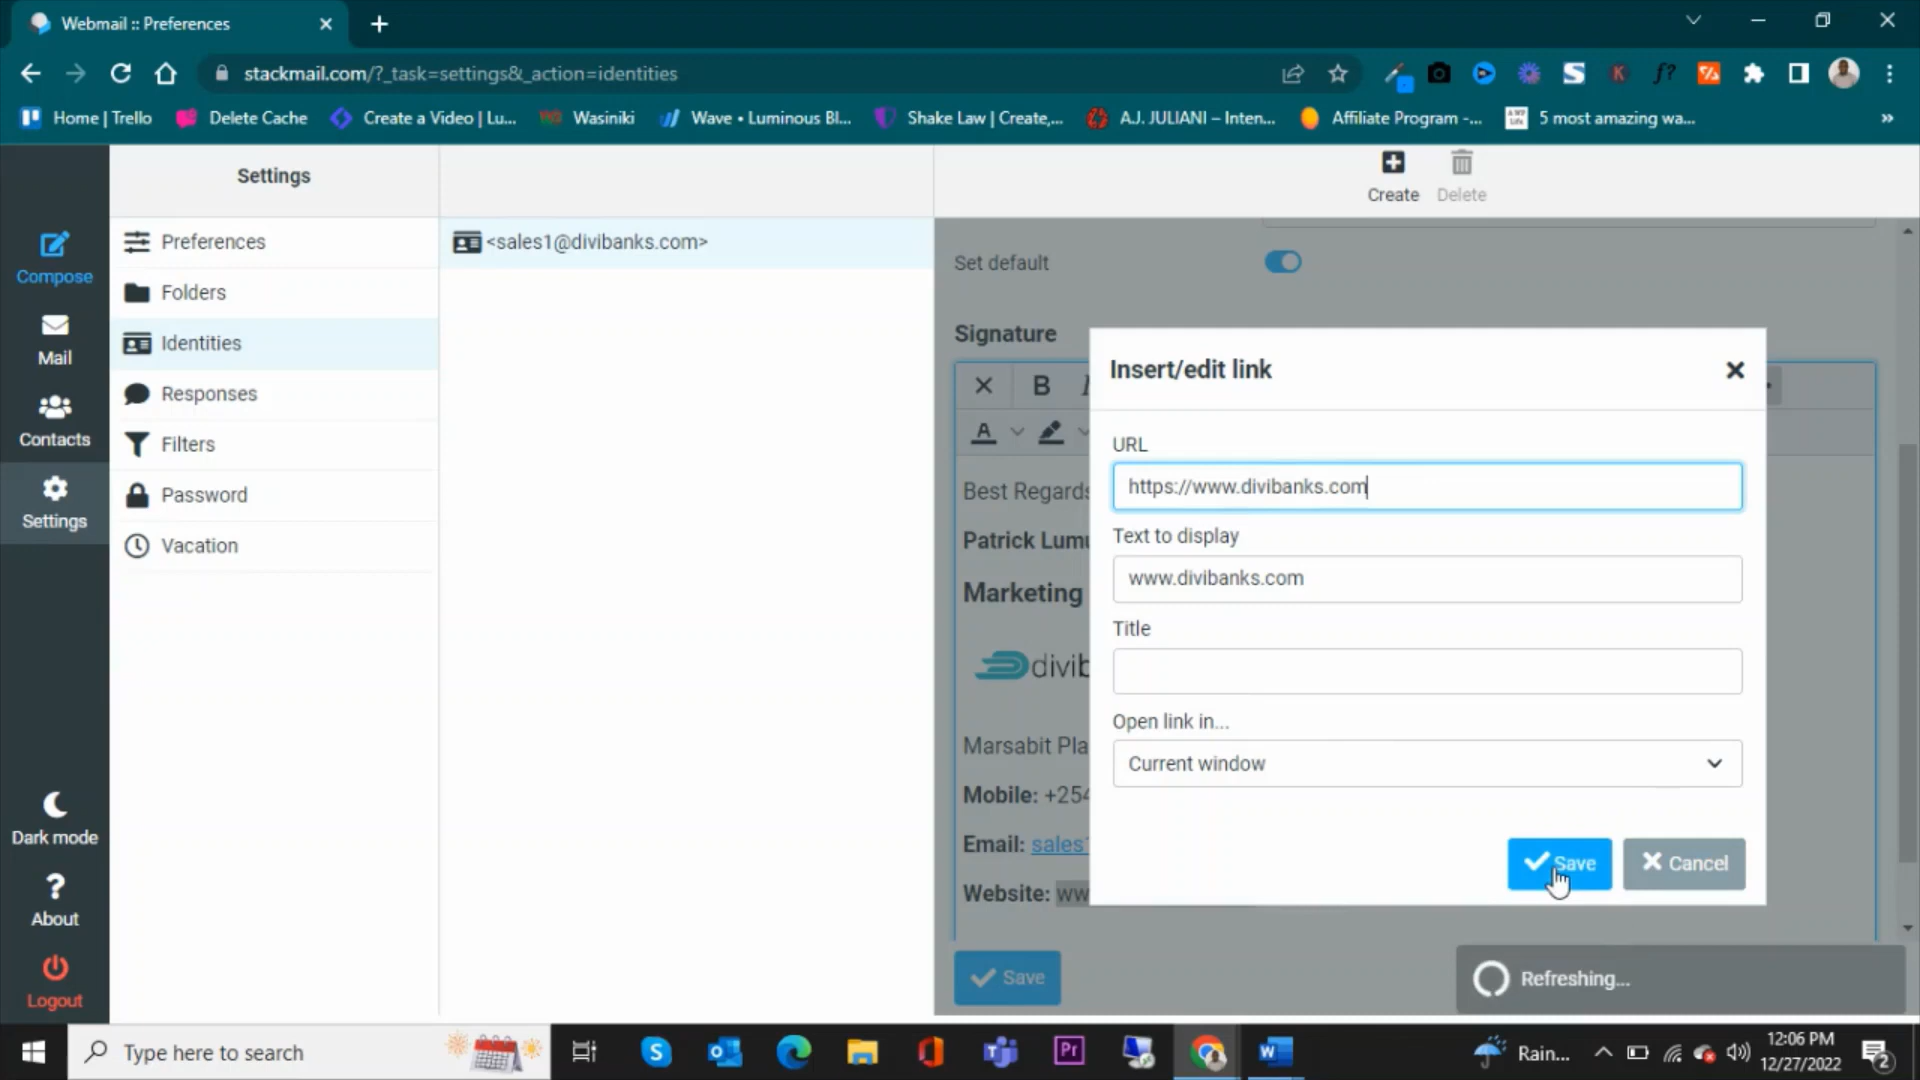 Webmail :: Preferences
stackmail.com/?_task=settings&_action=identities
Home | Trello
Delete Cache
Create a Video | Lu...
Wasiniki
Wave • Luminous Bl...
Shake Law | Create,...
A.J. JULIANI – Inten...
Affiliate Program -...
5 most amazing wa...
Settings
Create
Delete
Compose
Mail
Contacts
Settings
Dark mode
About
Logout
Preferences
Folders
Identities
Responses
Filters
Password
Vacation
<sales1@divibanks.com>
Set default
Signature
B
A
Best Regards
Patrick Lumu
Marketing
divib
Marsabit Pla
Mobile: +254
Email: sales1
Website: ww
Save
Insert/edit link
URL
https://www.divibanks.com
Text to display
www.divibanks.com
Title
Open link in...
Current window
Save
Cancel
Refreshing...
Type here to search
Rain...
12:06 PM
12/27/2022
2